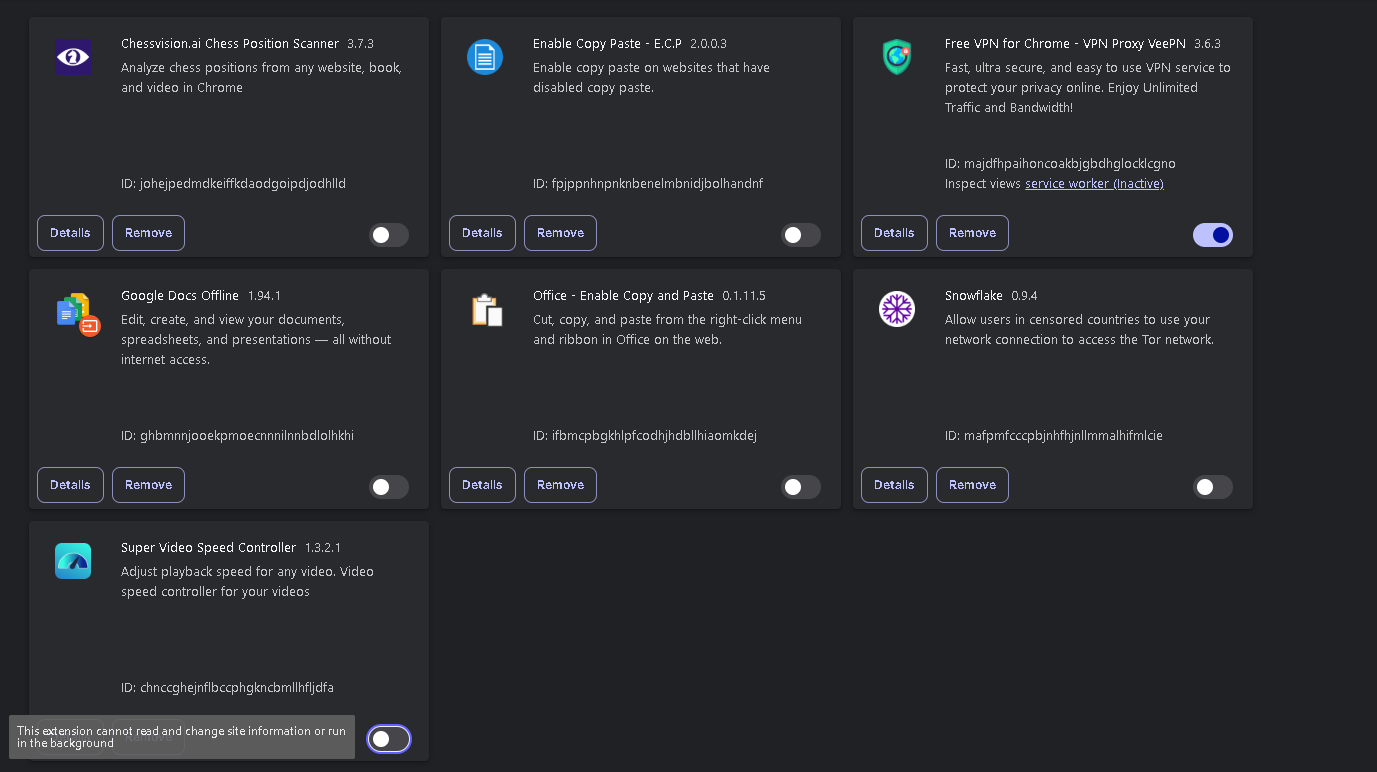 Chessvision.ai Chess Position Scanner 3.7.3
Analyze chess positions from any website, book,
and video in Chrome
ID: johejpedmdkeiffkdaodgoipdjodhlld
Details
Remove
Enable Copy Paste - E.C.P 2.0.0.3
Enable copy paste on websites that have
disabled copy paste.
ID: fpjppnhnpnknbenelmbnidjbolhandnf
Details
Remove
Free VPN for Chrome - VPN Proxy VeePN 3.6.3
Fast, ultra secure, and easy to use VPN service to
protect your privacy online. Enjoy Unlimited
Traffic and Bandwidth!
ID: majdfhpaihoncoakbjgbdhglocklcgno
Inspect views service worker (Inactive)
Details
Remove
Google Docs Offline 1.94.1
Edit, create, and view your documents,
spreadsheets, and presentations — all without
internet access.
ID: ghbmnnjooekpmoecnnnilnnbdlolhkhi
Details
Remove
Office - Enable Copy and Paste 0.1.11.5
Cut, copy, and paste from the right-click menu
and ribbon in Office on the web.
ID: ifbmcpbgkhlpfcodhjhdbllhiaomkdej
Details
Remove
Snowflake 0.9.4
Allow users in censored countries to use your
network connection to access the Tor network.
ID: mafpmfcccpbjnhfhjnllmmalhifmlcie
Details
Remove
Super Video Speed Controller 1.3.2.1
Adjust playback speed for any video. Video
speed controller for your videos
ID: chnccghejnflbccphgkncbmllhfljdfa
This extension cannot read and change site information or run
in the background